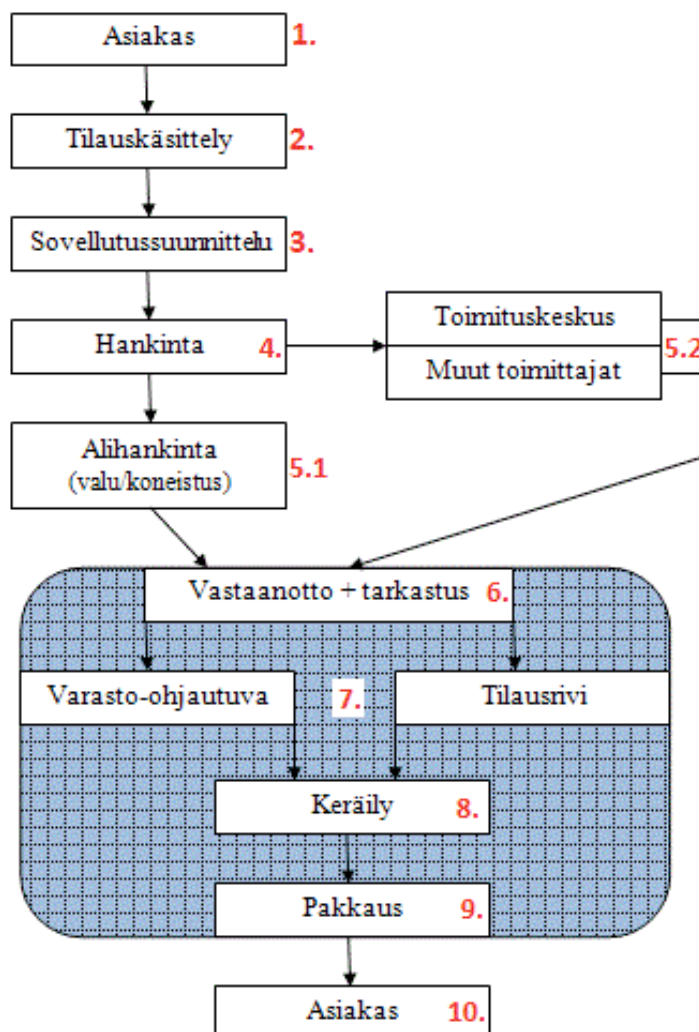 Asiakas 1.
Tilauskäsittely 2.
Sovellutussuunnittelu 3.
Hankinta 4.
Toimituskeskus
Muut toimittajat
5.2
Alihankinta
(valu/koneistus)
5.1
Vastaanotto + tarkastus 6.
Varasto-ohjautuva 7. Tilausrivi
Keräily 8.
Pakkaus 9.
Asiakas 10.